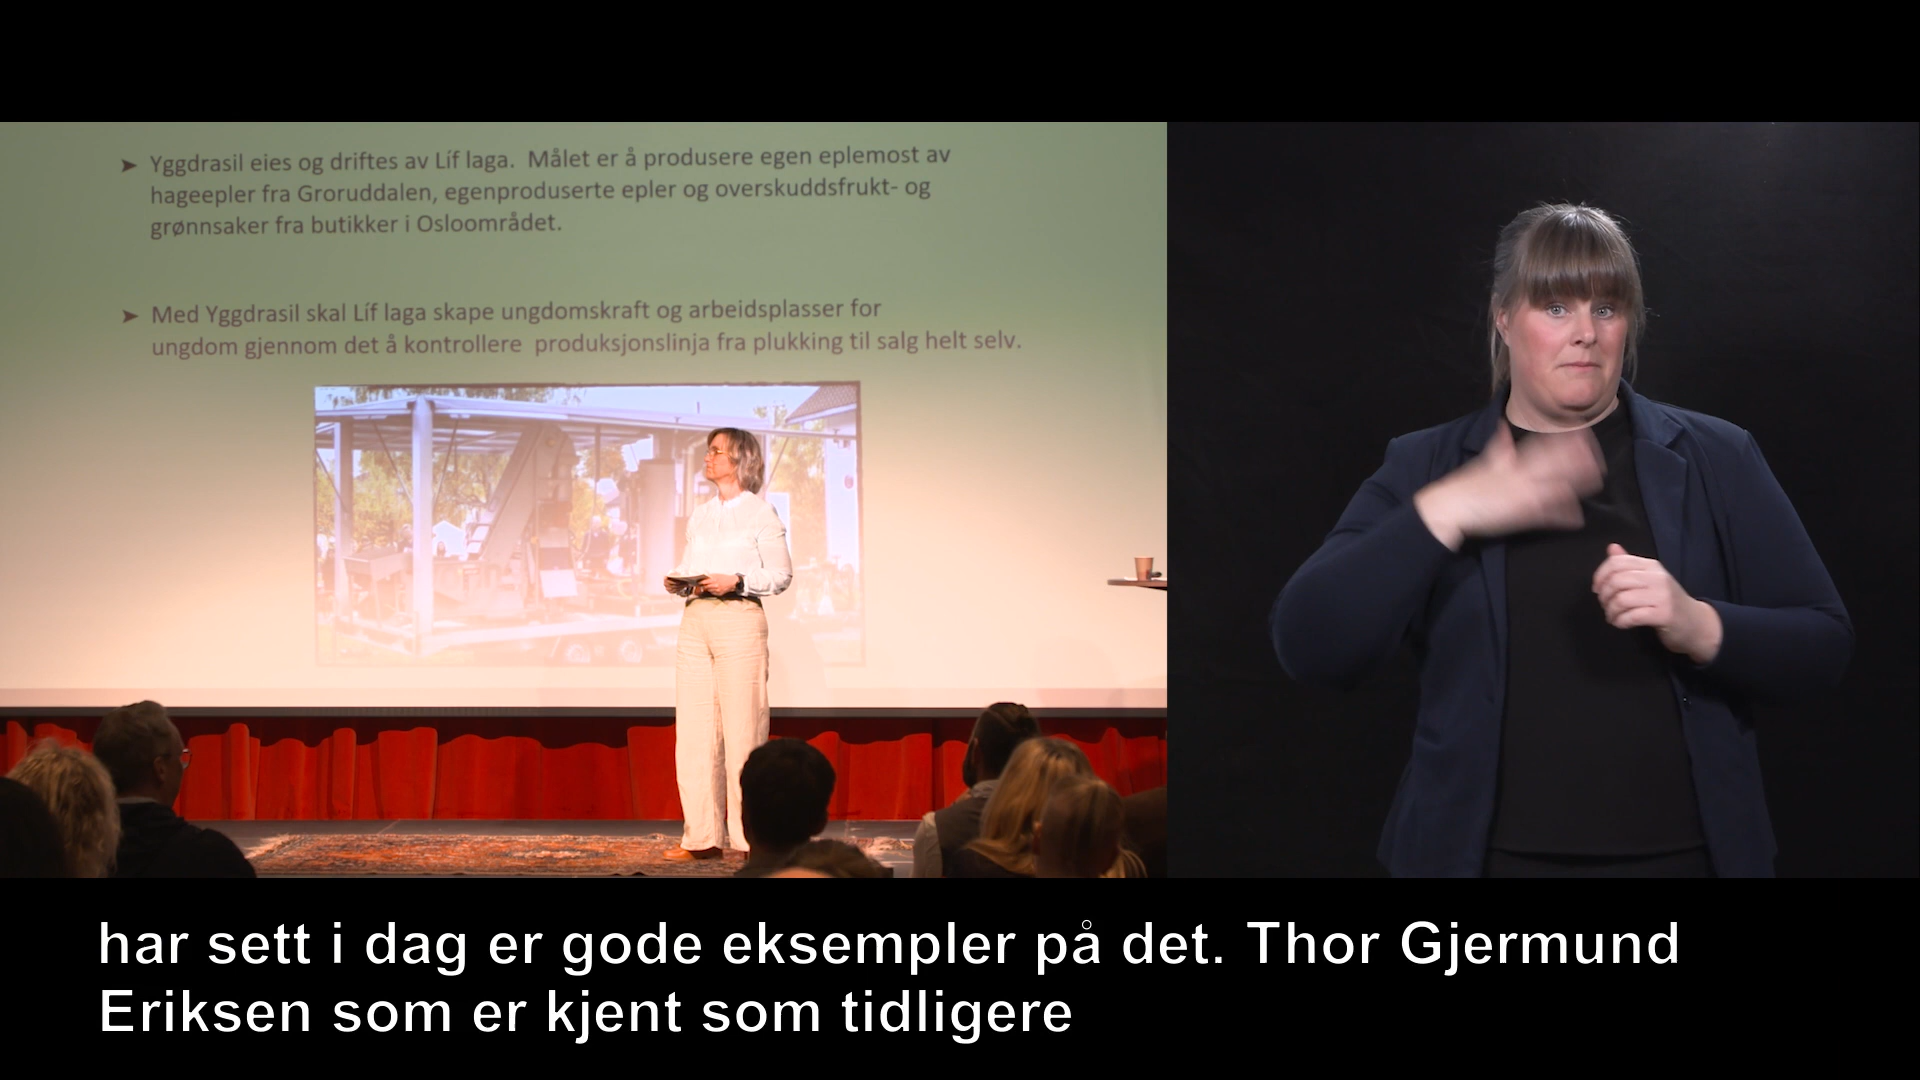 ➤ Yggdrasil eies og driftes av Líf laga. Målet er å produsere egen eplemost av
hageepler fra Groruddalen, egenproduserte epler og overskuddsfrukt- og
grønnsaker fra butikker i Osloområdet.
➤ Med Yggdrasil skal Líf laga skape ungdomskraft og arbeidsplasser for
ungdom gjennom det å kontrollere produksjonslinja fra plukking til salg helt selv.
har sett i dag er gode eksempler på det. Thor Gjermund
Eriksen som er kjent som tidligere